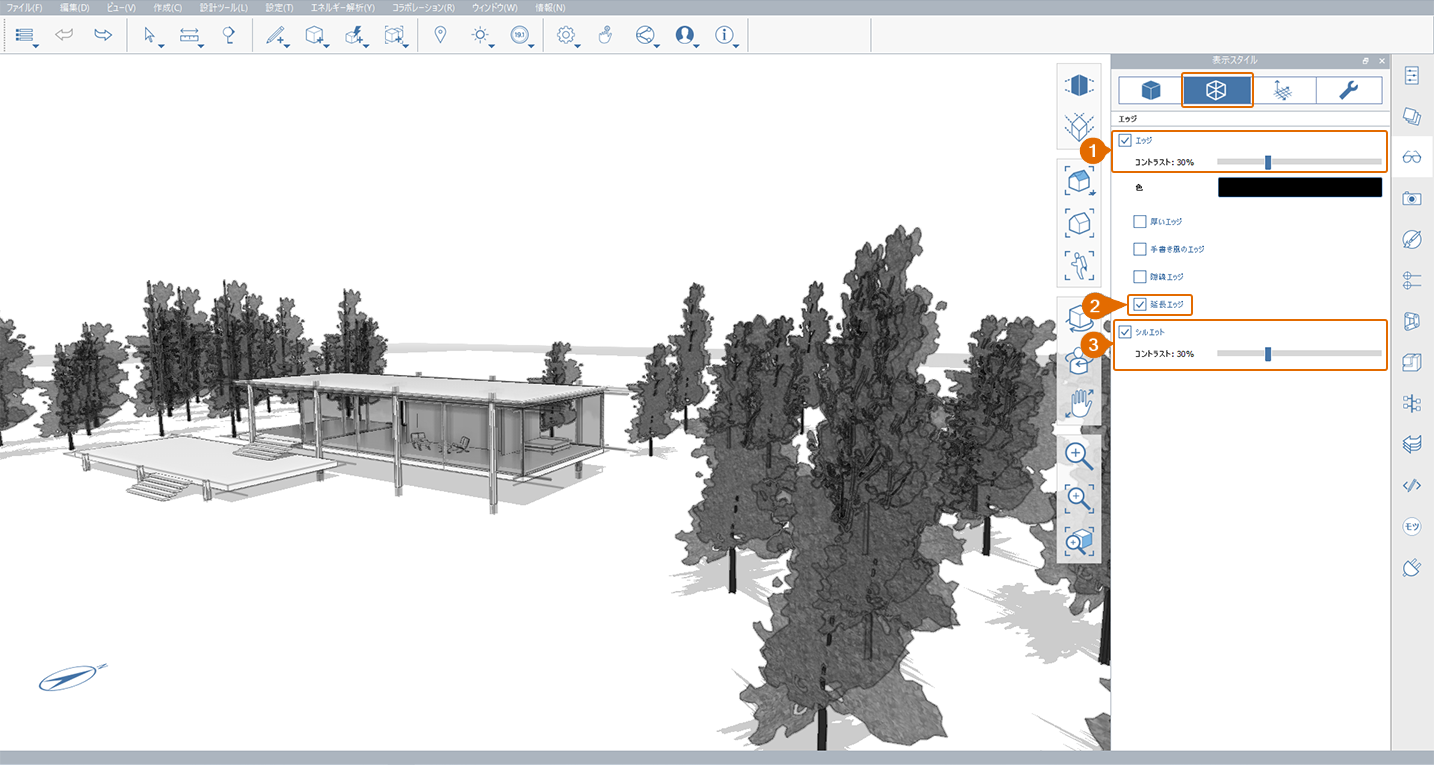 ファイル(F) 編集(D) ビュー(V) 作成(C) 設計ツール(L) 設定(T) エネルギー解析(Y) コラボレーション(R) ウィンドウ(W) 情報(N)
19:1
表示スタイル
エッジ
1
エッジ
コントラスト: 30%
色
厚いエッジ
手書き風のエッジ
隠線エッジ
2
延長エッジ
3
シルエット
コントラスト: 30%
モツ
N